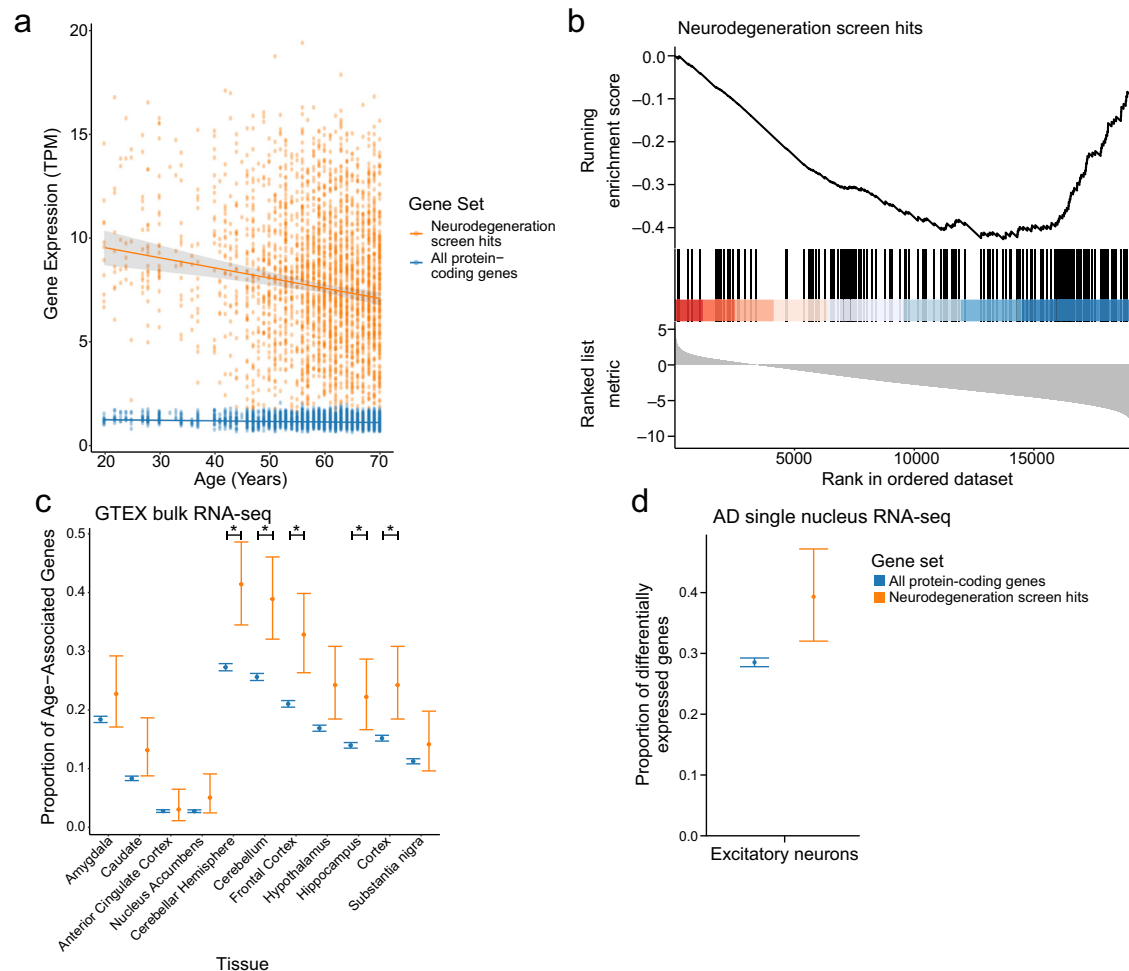 a
20
15
10
5
0
Gene Expression (TPM)
20 30 40 50 60 70
Age (Years)
Gene Set
Neurodegeneration
screen hits
All protein–
coding genes
b
Neurodegeneration screen hits
0.0
−0.1
−0.2
−0.3
−0.4
Running
enrichment score
5
0
−5
−10
Ranked list
metric
5000 10000 15000
Rank in ordered dataset
c
GTEX bulk RNA-seq
* * * * *
0.5
0.4
0.3
0.2
0.1
0.0
Proportion of Age−Associated Genes
Amygdala
Caudate
Anterior Cingulate Cortex
Nucleus Accumbens
Cerebellar Hemisphere
Cerebellum
Frontal Cortex
Hypothalamus
Hippocampus
Cortex
Substantia nigra
Tissue
d
AD single nucleus RNA-seq
0.4
0.3
0.2
0.1
0.0
Proportion of differentially
expressed genes
Excitatory neurons
Gene set
All protein-coding genes
Neurodegeneration screen hits